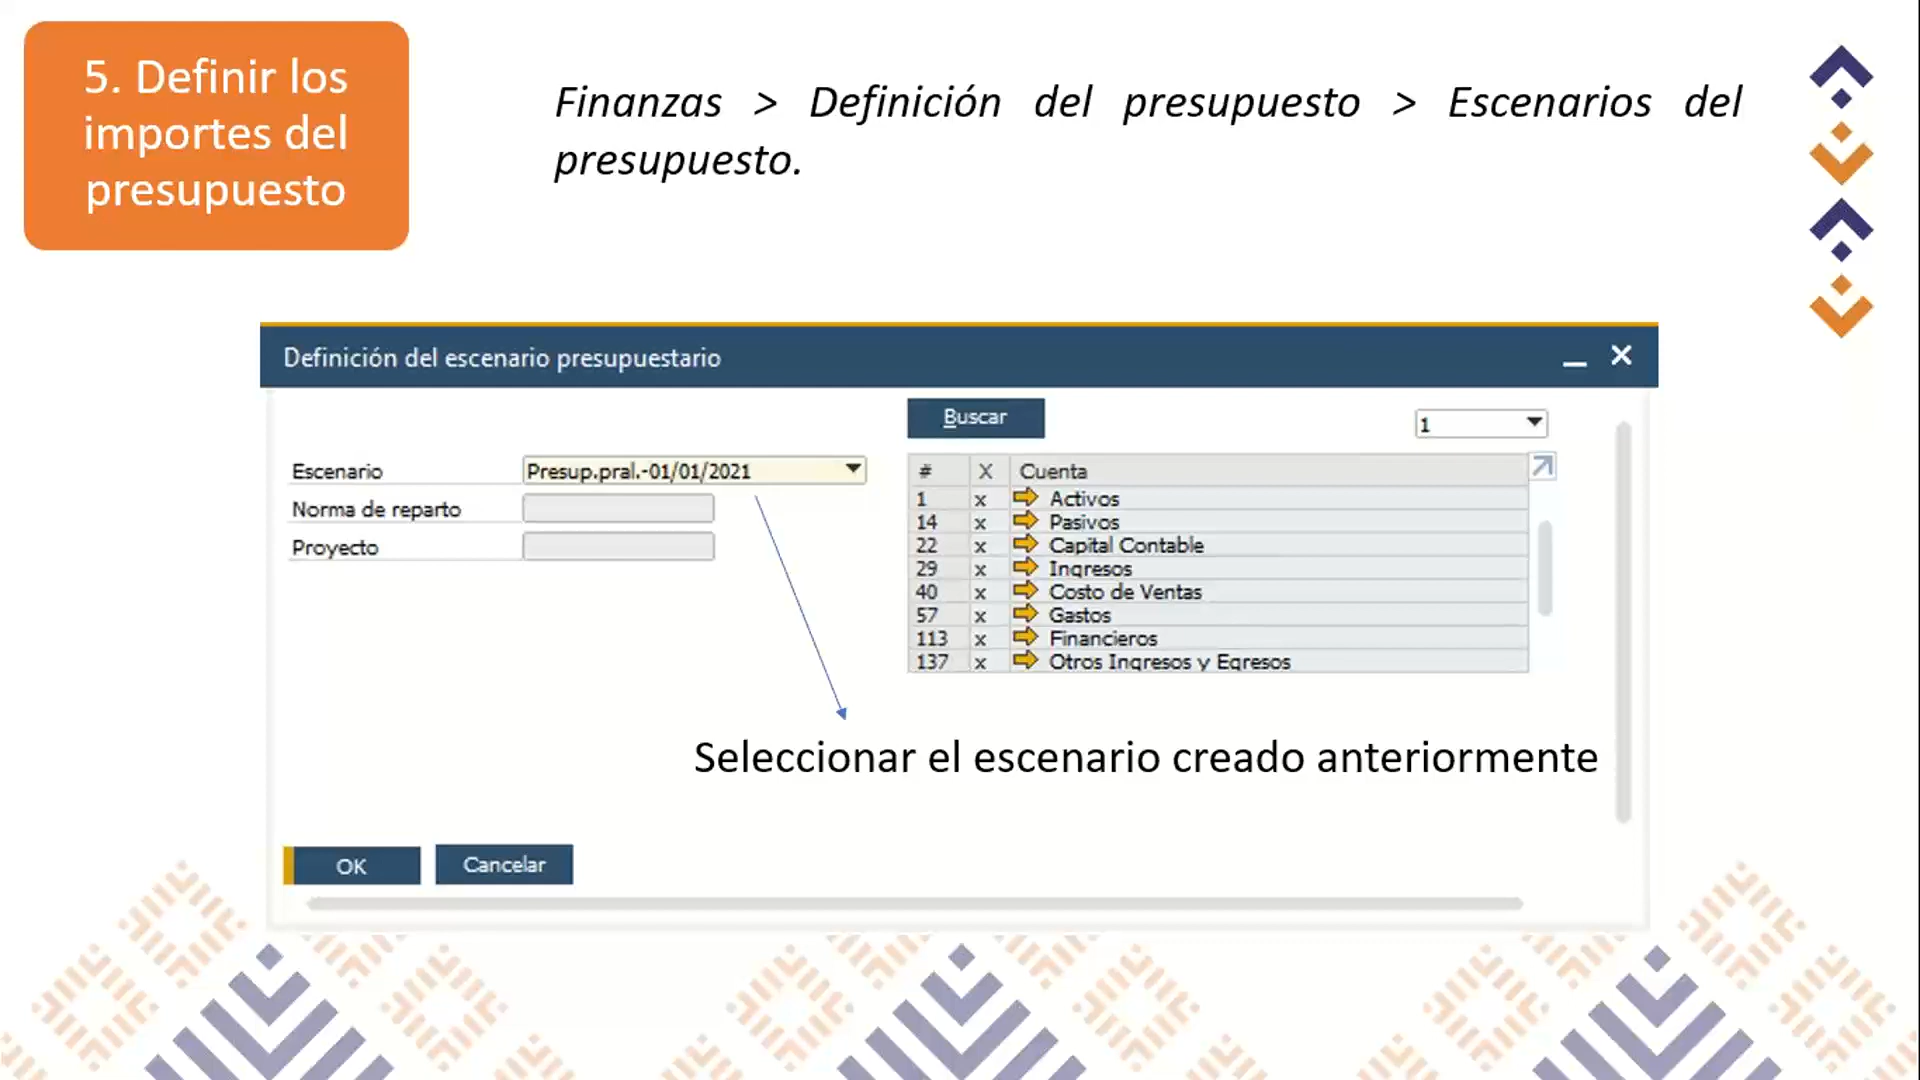 5. Definir los
importes del
presupuesto
Finanzas > Definición del presupuesto > Escenarios del
presupuesto.
Definición del escenario presupuestario
Buscar
1
Escenario
Presup.pral.-01/01/2021
Norma de reparto
Proyecto
# X Cuenta
1 x Activos
14 x Pasivos
22 x Capital Contable
29 x Ingresos
40 x Costo de Ventas
57 x Gastos
113 x Financieros
137 x Otros Ingresos y Egresos
Seleccionar el escenario creado anteriormente
OK
Cancelar